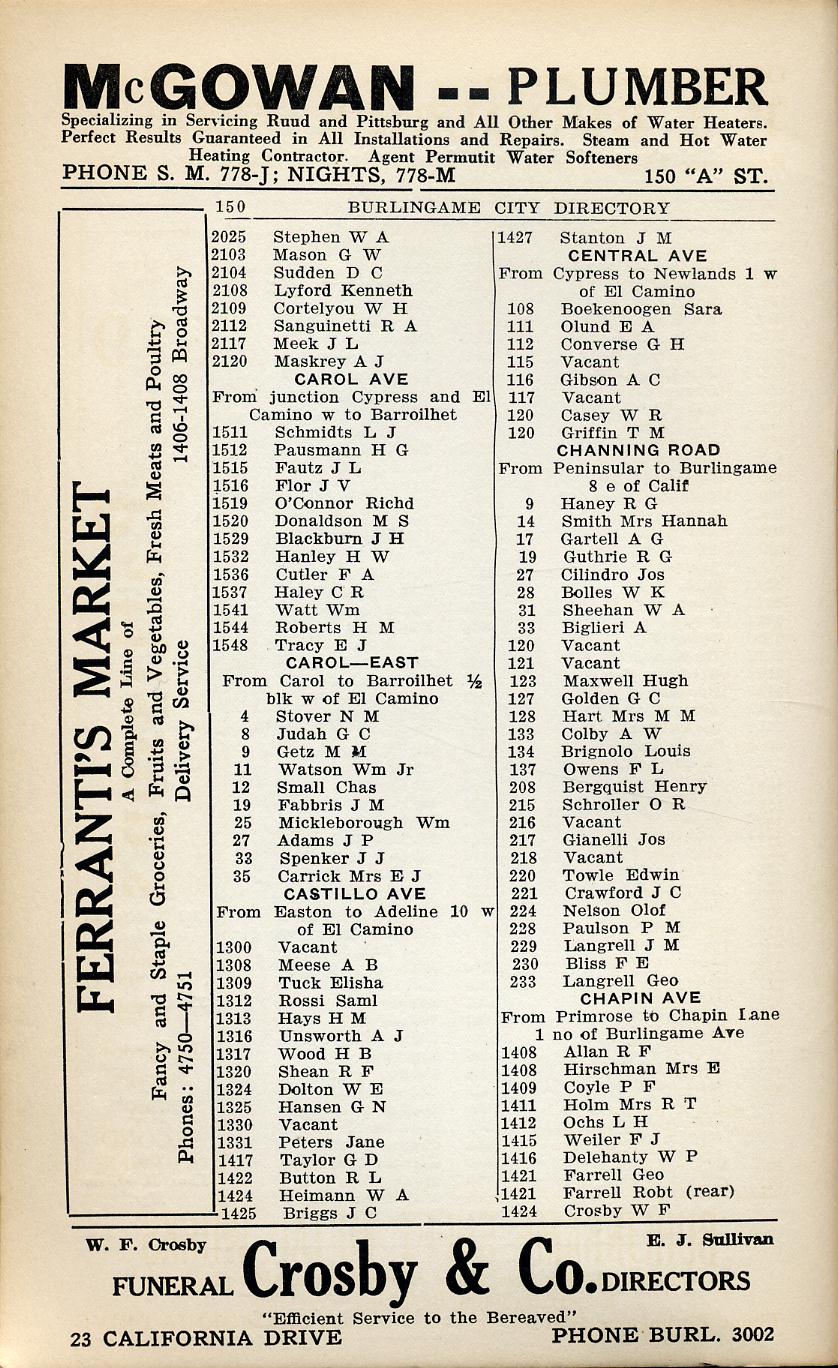 McGOWAN -- PLUMBER
Specializing in Servicing Ruud and Pittsburg and All Other Makes of Water Heaters.
Perfect Results Guaranteed in All Installations and Repairs. Steam and Hot Water
Heating Contractor. Agent Permutit Water Softeners
PHONE S. M. 778-J; NIGHTS, 778-M 150 "A" ST.
FERRANTI'S MARKET
A Complete Line of
Fancy and Staple Groceries, Fruits and Vegetables, Fresh Meats and Poultry
Phones: 4750—4751 Delivery Service 1406-1408 Broadway
150 BURLINGAME CITY DIRECTORY
2025 Stephen W A
2103 Mason G W
2104 Sudden D C
2108 Lyford Kenneth
2109 Cortelyou W H
2112 Sanguinetti R A
2117 Meek J L
2120 Maskrey A J
CAROL AVE
From junction Cypress and El
Camino w to Barroilhet
1511 Schmidts L J
1512 Pausmann H G
1515 Fautz J L
1516 Flor J V
1519 O'Connor Richd
1520 Donaldson M S
1529 Blackburn J H
1532 Hanley H W
1536 Cutler F A
1537 Haley C R
1541 Watt Wm
1544 Roberts H M
1548 Tracy E J
CAROL—EAST
From Carol to Barroilhet ½
blk w of El Camino
4 Stover N M
8 Judah G C
9 Getz M M
11 Watson Wm Jr
12 Small Chas
19 Fabbris J M
25 Mickleborough Wm
27 Adams J P
33 Spenker J J
35 Carrick Mrs E J
CASTILLO AVE
From Easton to Adeline 10 w
of El Camino
1300 Vacant
1308 Meese A B
1309 Tuck Elisha
1312 Rossi Saml
1313 Hays H M
1316 Unsworth A J
1317 Wood H B
1320 Shean R F
1324 Dolton W E
1325 Hansen G N
1330 Vacant
1331 Peters Jane
1417 Taylor G D
1422 Button R L
1424 Heimann W A
1425 Briggs J C
1427 Stanton J M
CENTRAL AVE
From Cypress to Newlands 1 w
of El Camino
108 Boekenoogen Sara
111 Olund E A
112 Converse G H
115 Vacant
116 Gibson A C
117 Vacant
120 Casey W R
120 Griffin T M
CHANNING ROAD
From Peninsular to Burlingame
8 e of Calif
9 Haney R G
14 Smith Mrs Hannah
17 Gartell A G
19 Guthrie R G
27 Cilindro Jos
28 Bolles W K
31 Sheehan W A
33 Biglieri A
120 Vacant
121 Vacant
123 Maxwell Hugh
127 Golden G C
128 Hart Mrs M M
133 Colby A W
134 Brignolo Louis
137 Owens F L
208 Bergquist Henry
215 Schroller O R
216 Vacant
217 Gianelli Jos
218 Vacant
220 Towle Edwin
221 Crawford J C
224 Nelson Olof
228 Paulson P M
229 Langrell J M
230 Bliss F E
233 Langrell Geo
CHAPIN AVE
From Primrose to Chapin Lane
1 no of Burlingame Ave
1408 Allan R F
1408 Hirschman Mrs E
1409 Coyle P F
1411 Holm Mrs R T
1412 Ochs L H
1415 Weiler F J
1416 Delehanty W P
1421 Farrell Geo
1421 Farrell Robt (rear)
1424 Crosby W F
W. F. Crosby E. J. Sullivan
FUNERAL Crosby & Co. DIRECTORS
"Efficient Service to the Bereaved"
23 CALIFORNIA DRIVE PHONE BURL. 3002